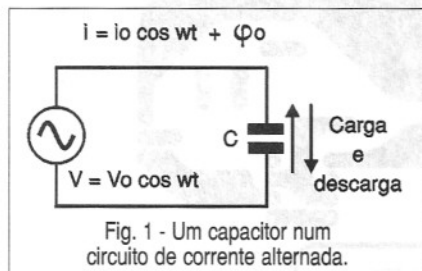 i = io cos wt + φo
C
Carga
e
descarga
V = Vo cos wt
Fig. 1 - Um capacitor num
circuito de corrente alternada.